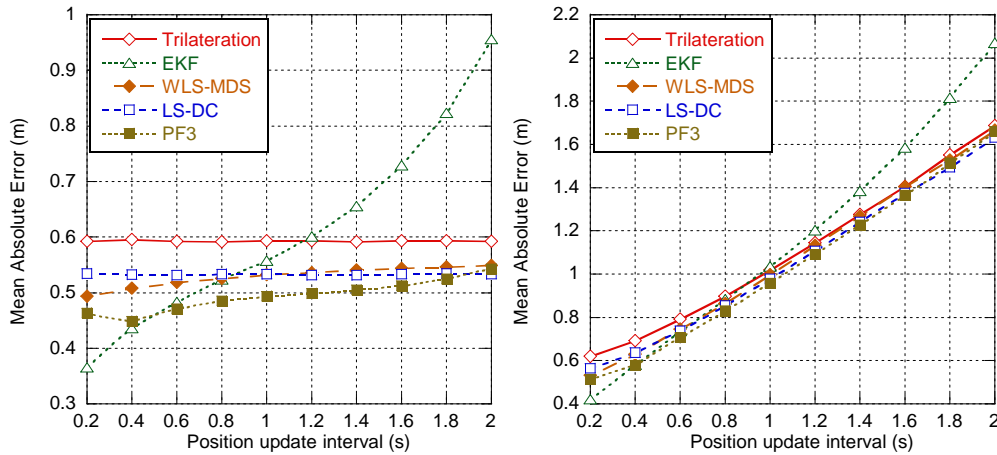 1
0.9
0.8
0.7
0.6
0.5
0.4
0.3
Mean Absolute Error (m)
Trilateration
EKF
WLS-MDS
LS-DC
PF3
0.2 0.4 0.6 0.8 1 1.2 1.4 1.6 1.8 2
Position update interval (s)
2.2
2
1.8
1.6
1.4
1.2
1
0.8
0.6
0.4
Mean Absolute Error (m)
Trilateration
EKF
WLS-MDS
LS-DC
PF3
0.2 0.4 0.6 0.8 1 1.2 1.4 1.6 1.8 2
Position update interval (s)